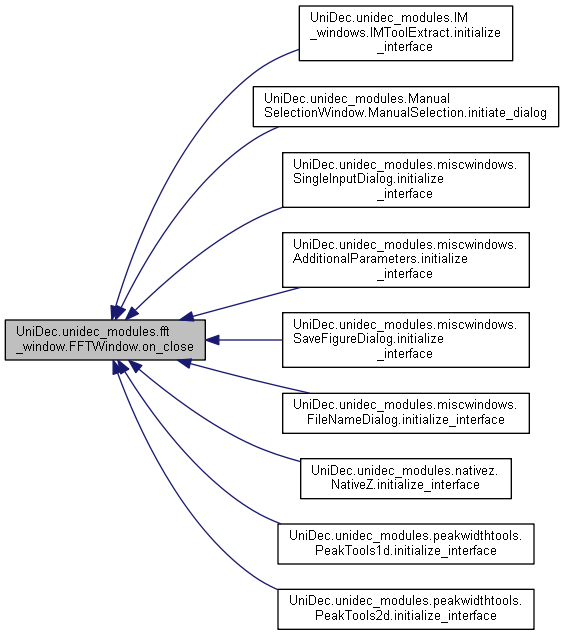 UniDec.unidec_modules.IM
_windows.IMToolExtract.initialize
_interface
UniDec.unidec_modules.Manual
SelectionWindow.ManualSelection.initiate_dialog
UniDec.unidec_modules.miscwindows.
SingleInputDialog.initialize
_interface
UniDec.unidec_modules.miscwindows.
AdditionalParameters.initialize
_interface
UniDec.unidec_modules.fft
_window.FFTWindow.on_close
UniDec.unidec_modules.miscwindows.
SaveFigureDialog.initialize
_interface
UniDec.unidec_modules.miscwindows.
FileNameDialog.initialize_interface
UniDec.unidec_modules.nativez.
NativeZ.initialize_interface
UniDec.unidec_modules.peakwidthtools.
PeakTools1d.initialize_interface
UniDec.unidec_modules.peakwidthtools.
PeakTools2d.initialize_interface